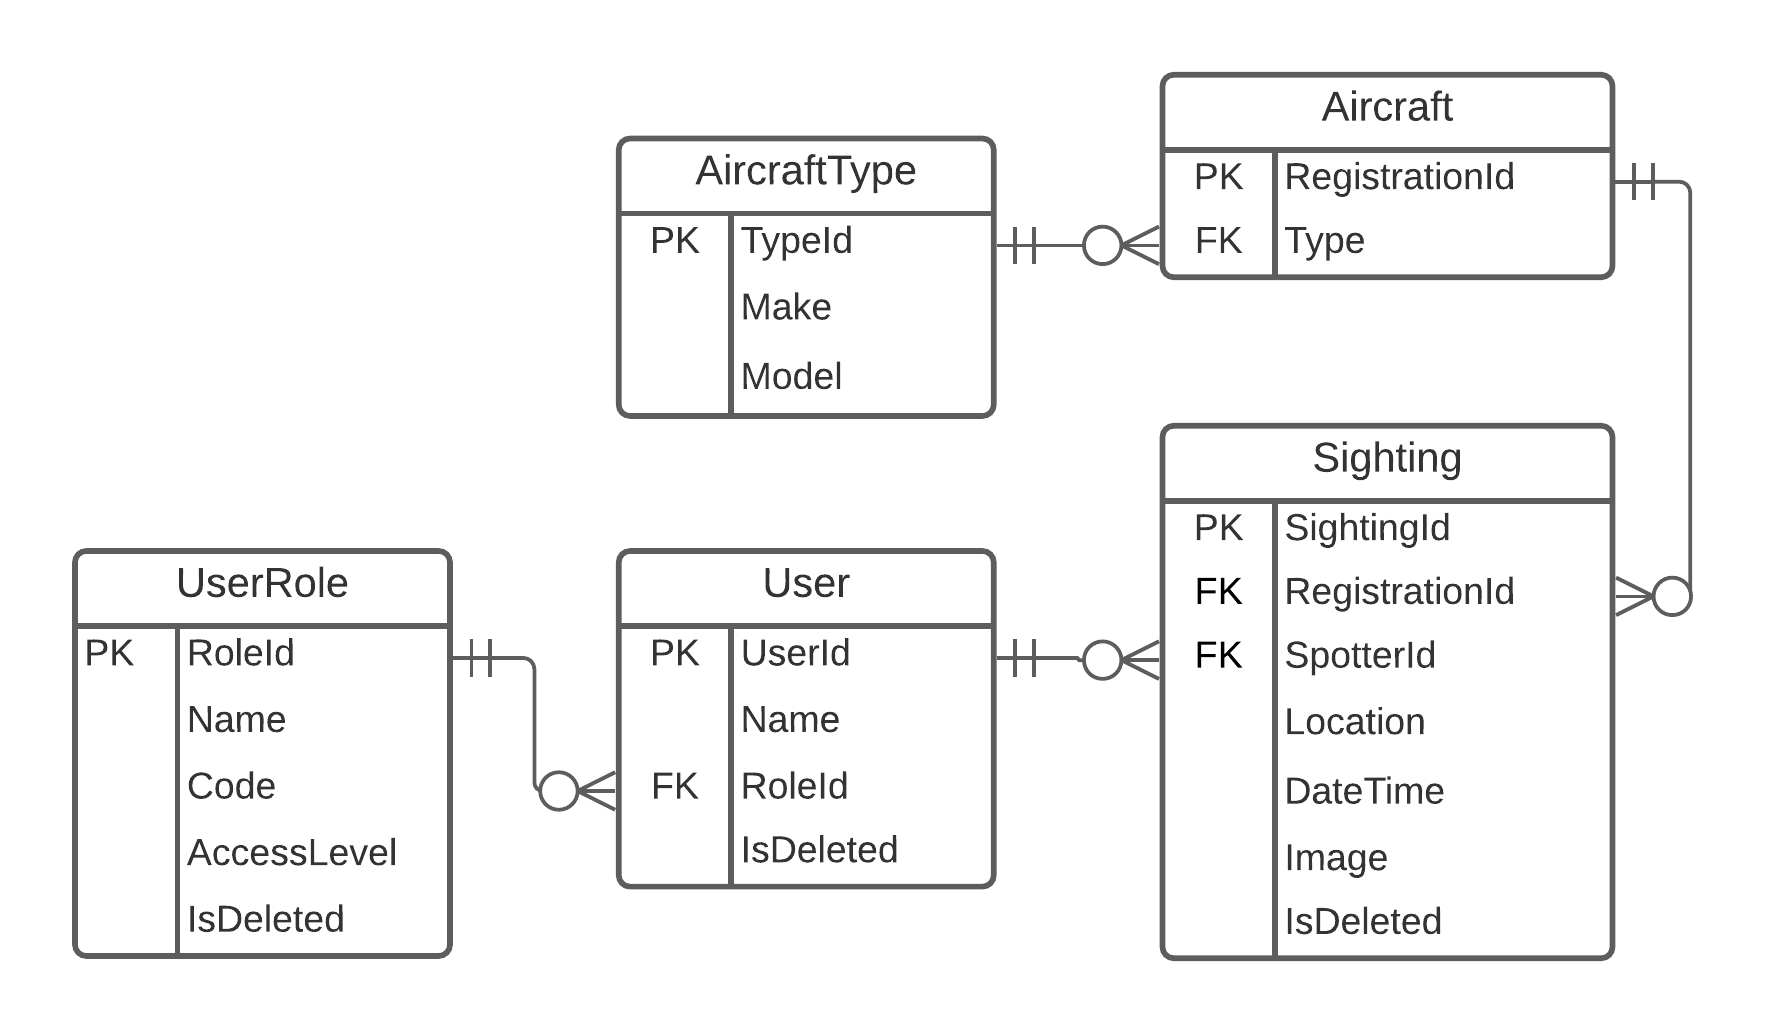 Aircraft
PK RegistrationId
FK Type
AircraftType
PK TypeId
Make
Model
Sighting
PK SightingId
FK RegistrationId
FK SpotterId
Location
DateTime
Image
IsDeleted
UserRole
PK RoleId
Name
Code
AccessLevel
IsDeleted
User
PK UserId
Name
FK RoleId
IsDeleted